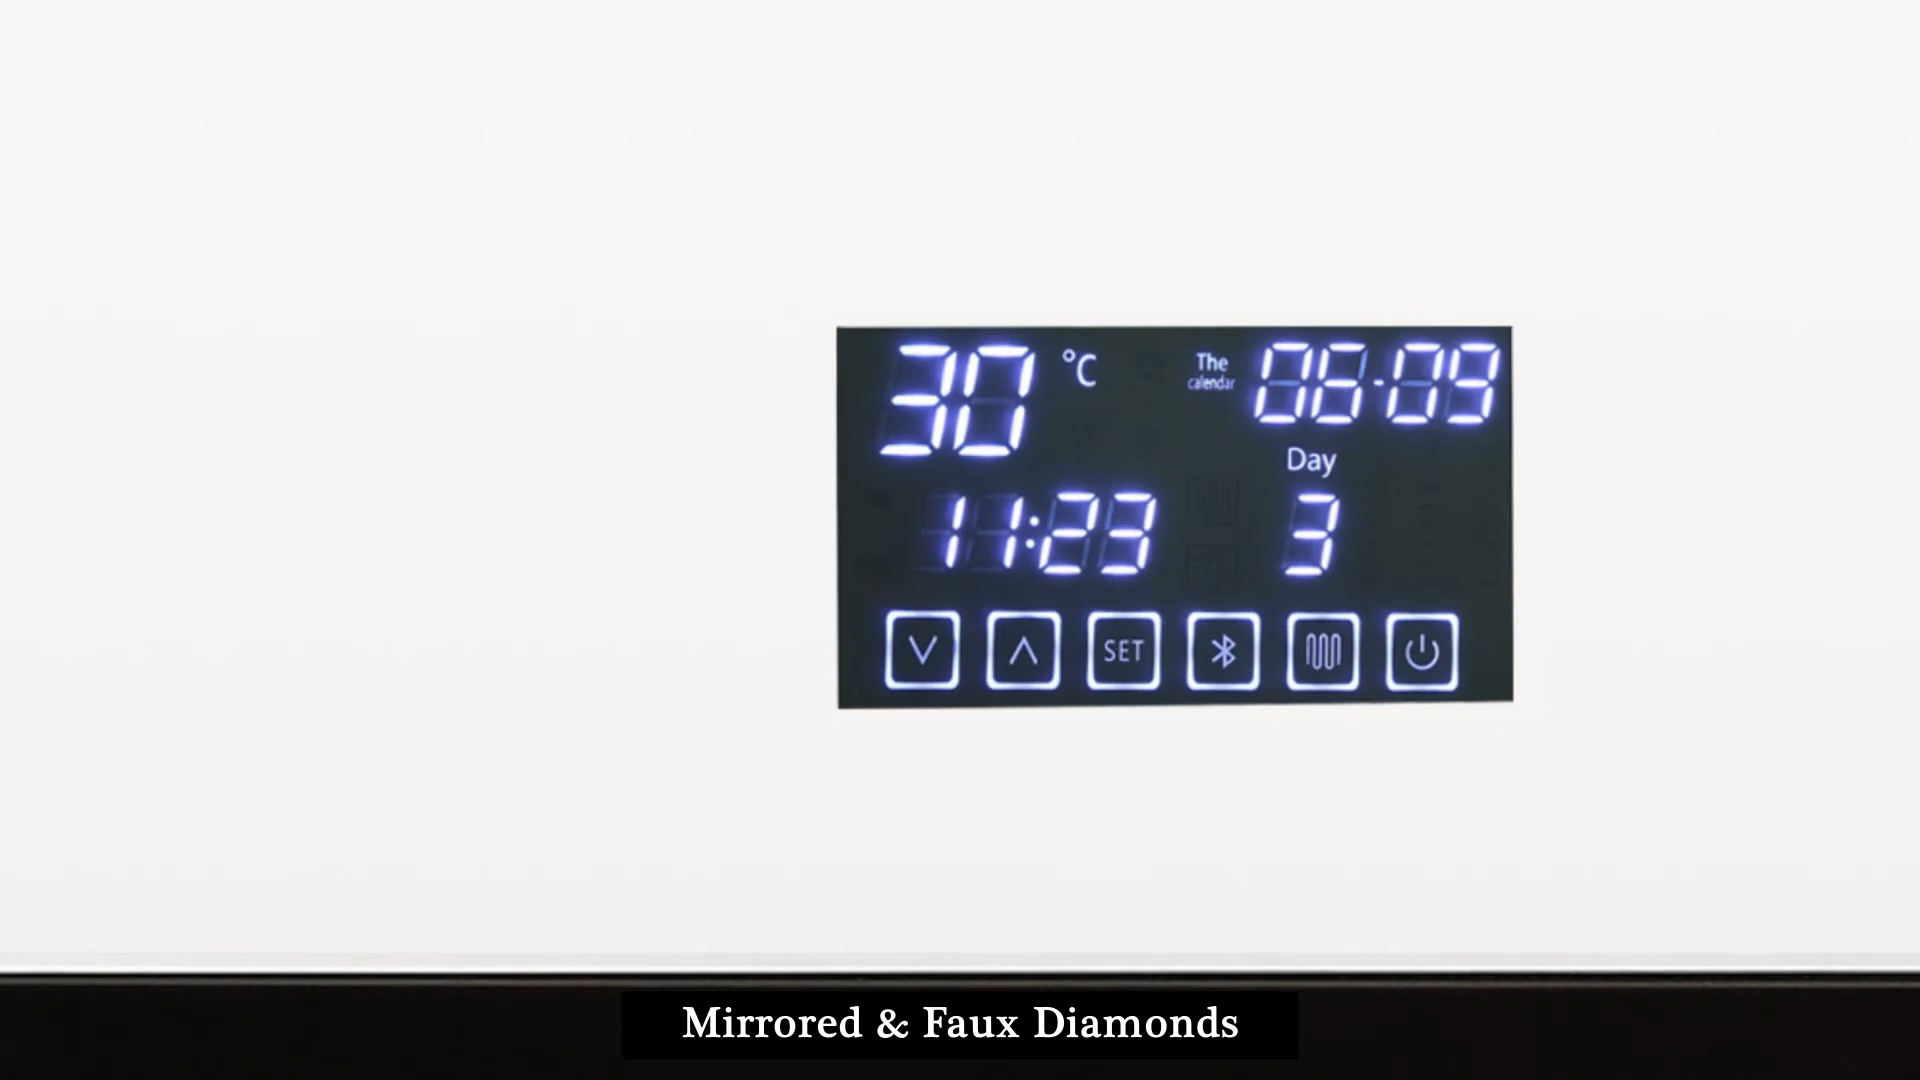 30 °C
The calendar 06-09
Day
11:23 3
SET
Mirrored & Faux Diamonds